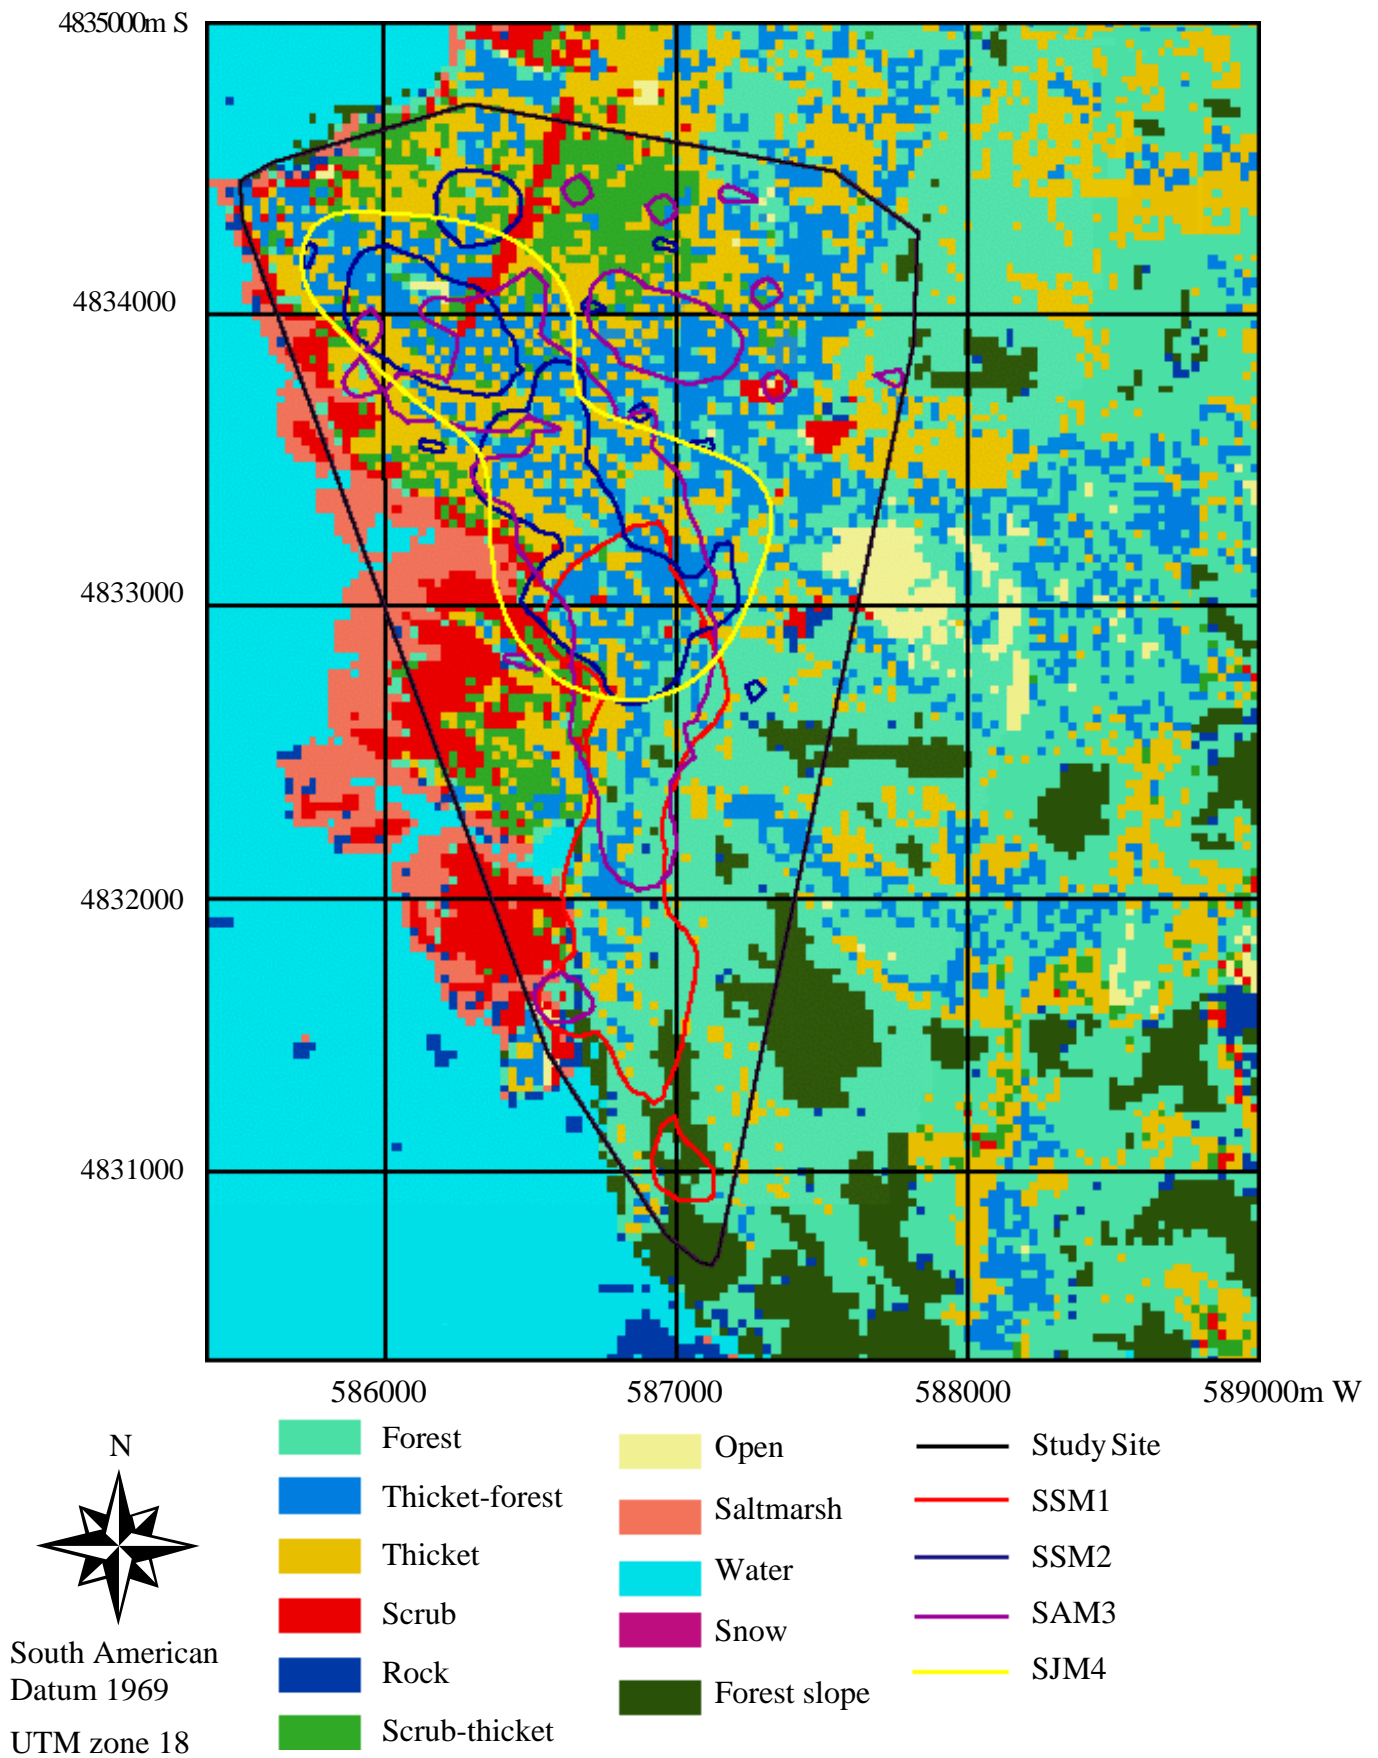 4835000m S
4834000
4833000
4832000
4831000
586000
587000
588000
589000m W
N
South American
Datum 1969
UTM zone 18
Forest
Thicket-forest
Thicket
Scrub
Rock
Scrub-thicket
Open
Saltmarsh
Water
Snow
Forest slope
Study Site
SSM1
SSM2
SAM3
SJM4